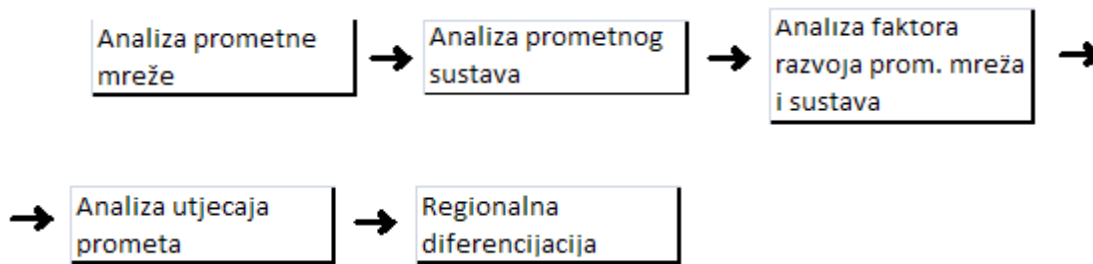 Analiza prometne
mreže
Analiza prometnog
sustava
Analiza faktora
razvoja prom. mreža
i sustava
Analiza utjecaja
prometa
Regionalna
diferencijacija